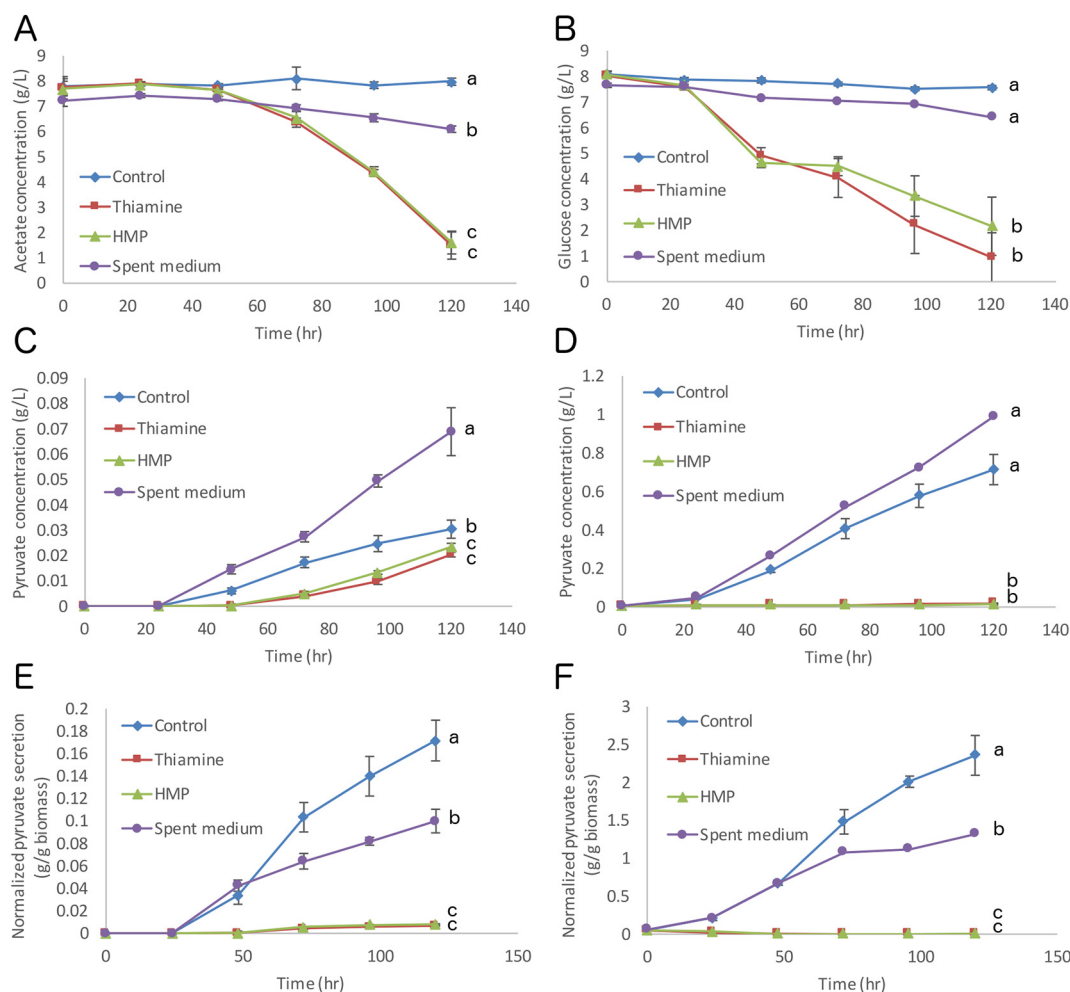 A
Acetate concentration (g/L)
9
8
7
6
5
4
3
2
1
0
a
b
c
c
Control
Thiamine
HMP
Spent medium
0 20 40 60 80 100 120 140
Time (hr)
B
Glucose concentration (g/L)
9
8
7
6
5
4
3
2
1
0
a
a
b
b
Control
Thiamine
HMP
Spent medium
0 20 40 60 80 100 120 140
Time (hr)
C
Pyruvate concentration (g/L)
0.09
0.08
0.07
0.06
0.05
0.04
0.03
0.02
0.01
0
Control
Thiamine
HMP
Spent medium
a
b
c
c
0 20 40 60 80 100 120 140
Time (hr)
D
Pyruvate concentration (g/L)
1.2
1
0.8
0.6
0.4
0.2
0
Control
Thiamine
HMP
Spent medium
a
a
b
b
0 20 40 60 80 100 120 140
Time (hr)
E
Normalized pyruvate secretion
(g/g biomass)
0.2
0.18
0.16
0.14
0.12
0.1
0.08
0.06
0.04
0.02
0
Control
Thiamine
HMP
Spent medium
a
b
c
c
0 50 100 150
Time (hr)
F
Normalized pyruvate secretion
(g/g biomass)
3
2.5
2
1.5
1
0.5
0
Control
Thiamine
HMP
Spent medium
a
b
c
c
0 50 100 150
Time (hr)